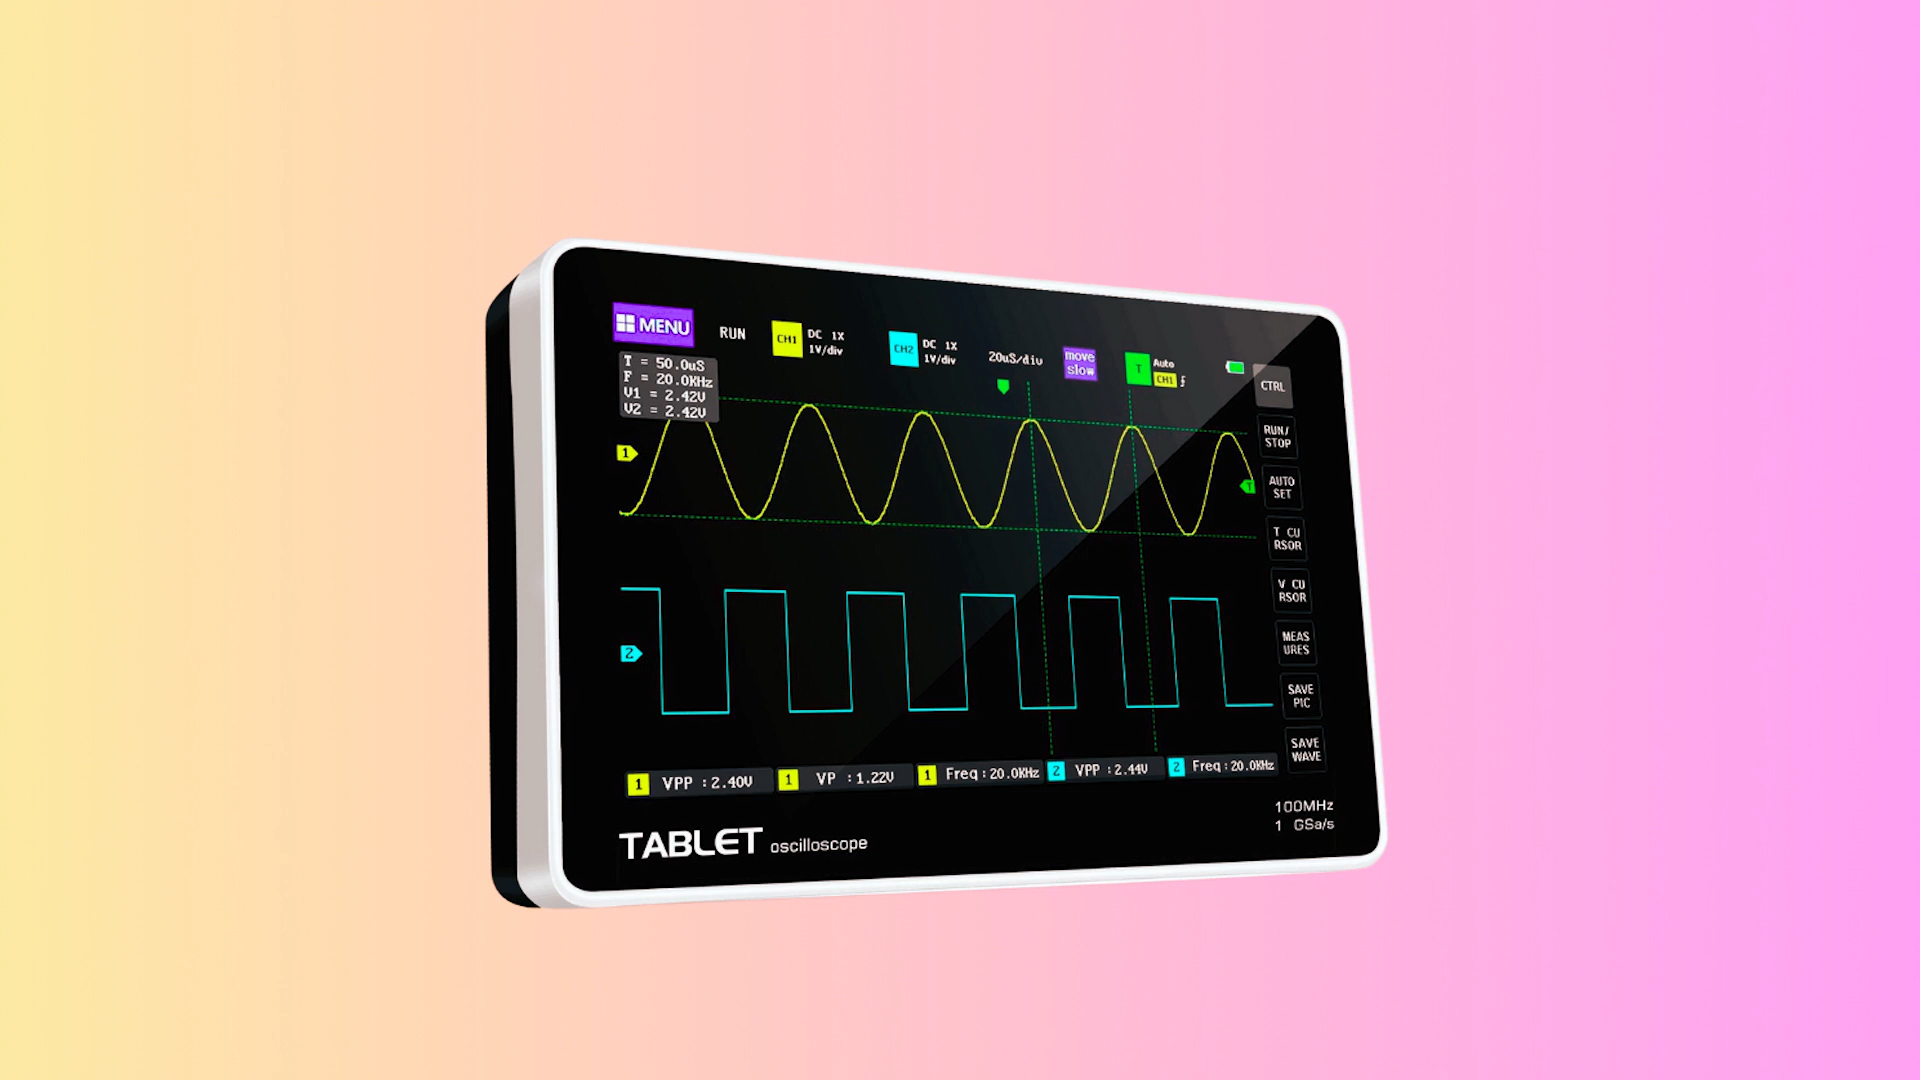 MENU
RUN
CH1
DC 1X
1V/div
CH2
DC 1X
1V/div
20uS/div
move
slow
T
Auto
CH1
CTRL
T = 50.0uS
F = 20.0KHz
V1 = 2.42V
V2 = 2.42V
1
T
2
RUN/
STOP
AUTO
SET
T CU
RSOR
V CU
RSOR
MEAS
URES
SAVE
PIC
SAVE
WAVE
1 VPP :2.40V
1 VP :1.22V
1 Freq:20.0KHz
2 VPP :2.44V
2 Freq:20.0KHz
TABLET oscilloscope
100MHz
1 GSa/s